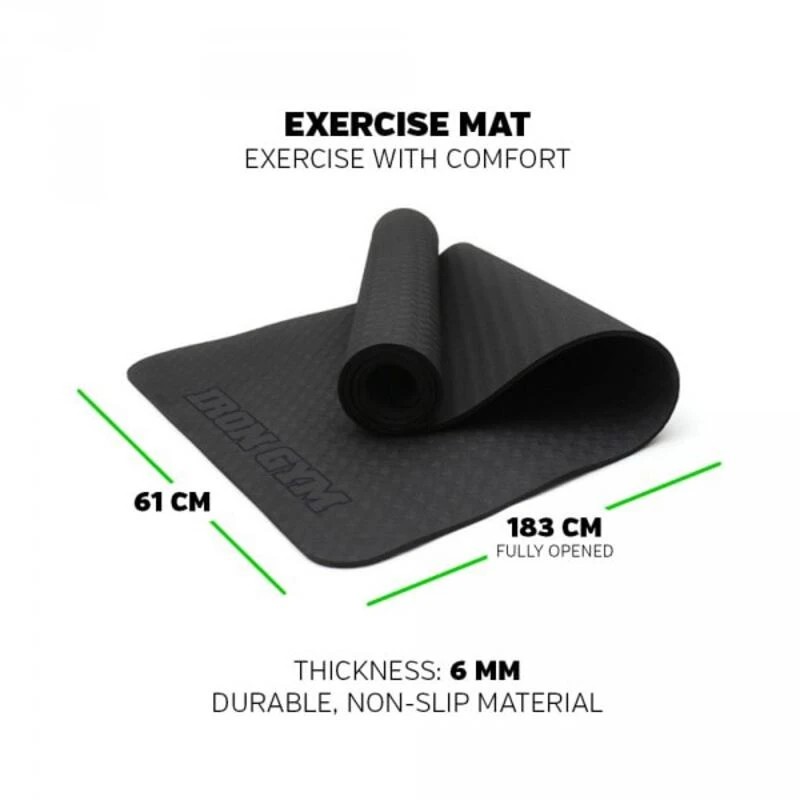 EXERCISE MAT
EXERCISE WITH COMFORT
IRON GYM
61 CM
183 CM
FULLY OPENED
THICKNESS: 6 MM
DURABLE, NON-SLIP MATERIAL